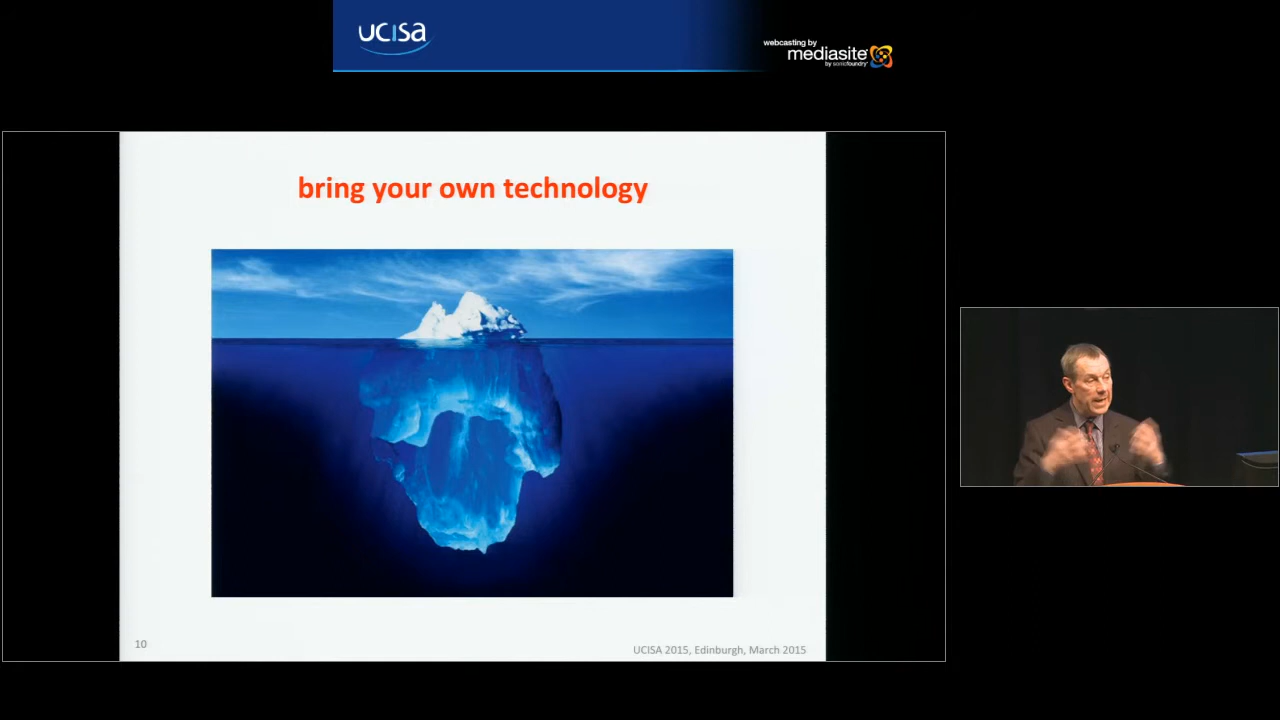 ucisa
webcasting by
mediasite
by sonicfoundry
bring your own technology
10
UCISA 2015, Edinburgh, March 2015